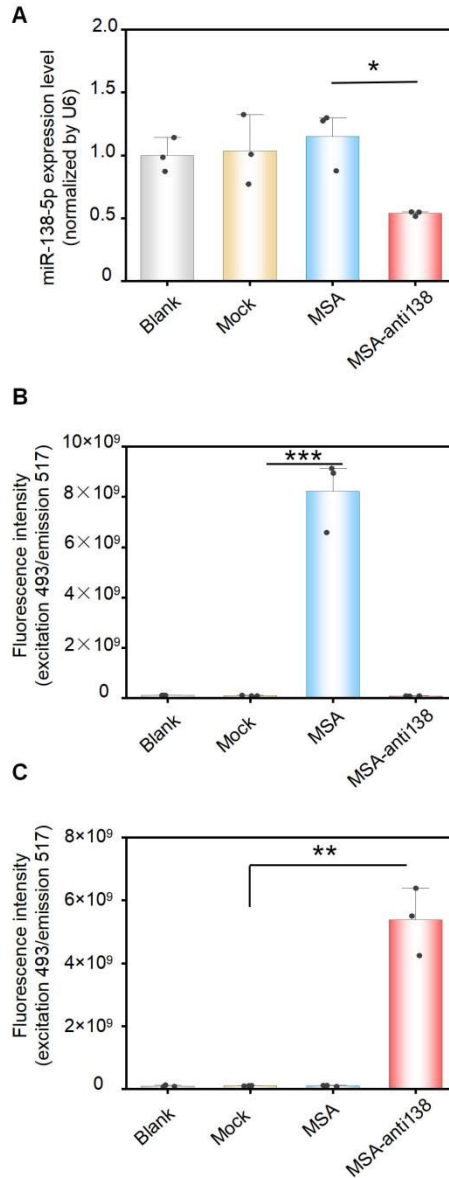 A
miR-138-5p expression level
(normalized by U6)
2.0
1.5
1.0
0.5
0
*
Blank
Mock
MSA
MSA-anti138
B
Fluorescence intensity
(excitation 493/emission 517)
10×10⁹
8×10⁹
6×10⁹
4×10⁹
2×10⁹
0
***
Blank
Mock
MSA
MSA-anti138
C
Fluorescence intensity
(excitation 493/emission 517)
8×10⁹
6×10⁹
4×10⁹
2×10⁹
0
**
Blank
Mock
MSA
MSA-anti138